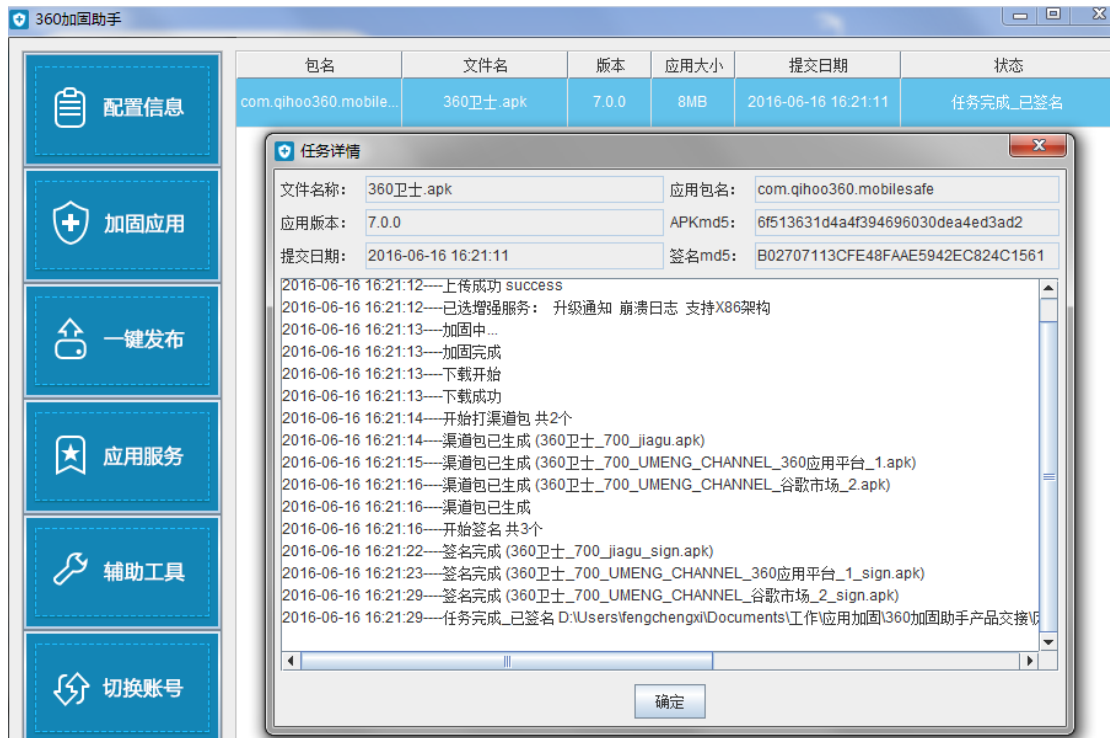 360加固助手
配置信息
加固应用
一键发布
应用服务
辅助工具
切换账号
包名 文件名 版本 应用大小 提交日期 状态
com.qihoo360.mobile... 360卫士.apk 7.0.0 8MB 2016-06-16 16:21:11 任务完成_已签名
任务详情
文件名称： 360卫士.apk 应用包名： com.qihoo360.mobilesafe
应用版本： 7.0.0 APKmd5： 6f513631d4a4f394696030dea4ed3ad2
提交日期： 2016-06-16 16:21:11 签名md5： B02707113CFE48FAAE5942EC824C1561
2016-06-16 16:21:12----上传成功 success
2016-06-16 16:21:12----已选增强服务： 升级通知 崩溃日志 支持X86架构
2016-06-16 16:21:13----加固中...
2016-06-16 16:21:13----加固完成
2016-06-16 16:21:13----下载开始
2016-06-16 16:21:13----下载成功
2016-06-16 16:21:14----开始打渠道包 共2个
2016-06-16 16:21:14----渠道包已生成 (360卫士_700_jiagu.apk)
2016-06-16 16:21:15----渠道包已生成 (360卫士_700_UMENG_CHANNEL_360应用平台_1.apk)
2016-06-16 16:21:16----渠道包已生成 (360卫士_700_UMENG_CHANNEL_谷歌市场_2.apk)
2016-06-16 16:21:16----渠道包已生成
2016-06-16 16:21:16----开始签名 共3个
2016-06-16 16:21:22----签名完成 (360卫士_700_jiagu_sign.apk)
2016-06-16 16:21:23----签名完成 (360卫士_700_UMENG_CHANNEL_360应用平台_1_sign.apk)
2016-06-16 16:21:29----签名完成 (360卫士_700_UMENG_CHANNEL_谷歌市场_2_sign.apk)
2016-06-16 16:21:29----任务完成_已签名 D:\Users\fengchengxi\Documents\工作\应用加固\360加固助手产品交接\
确定